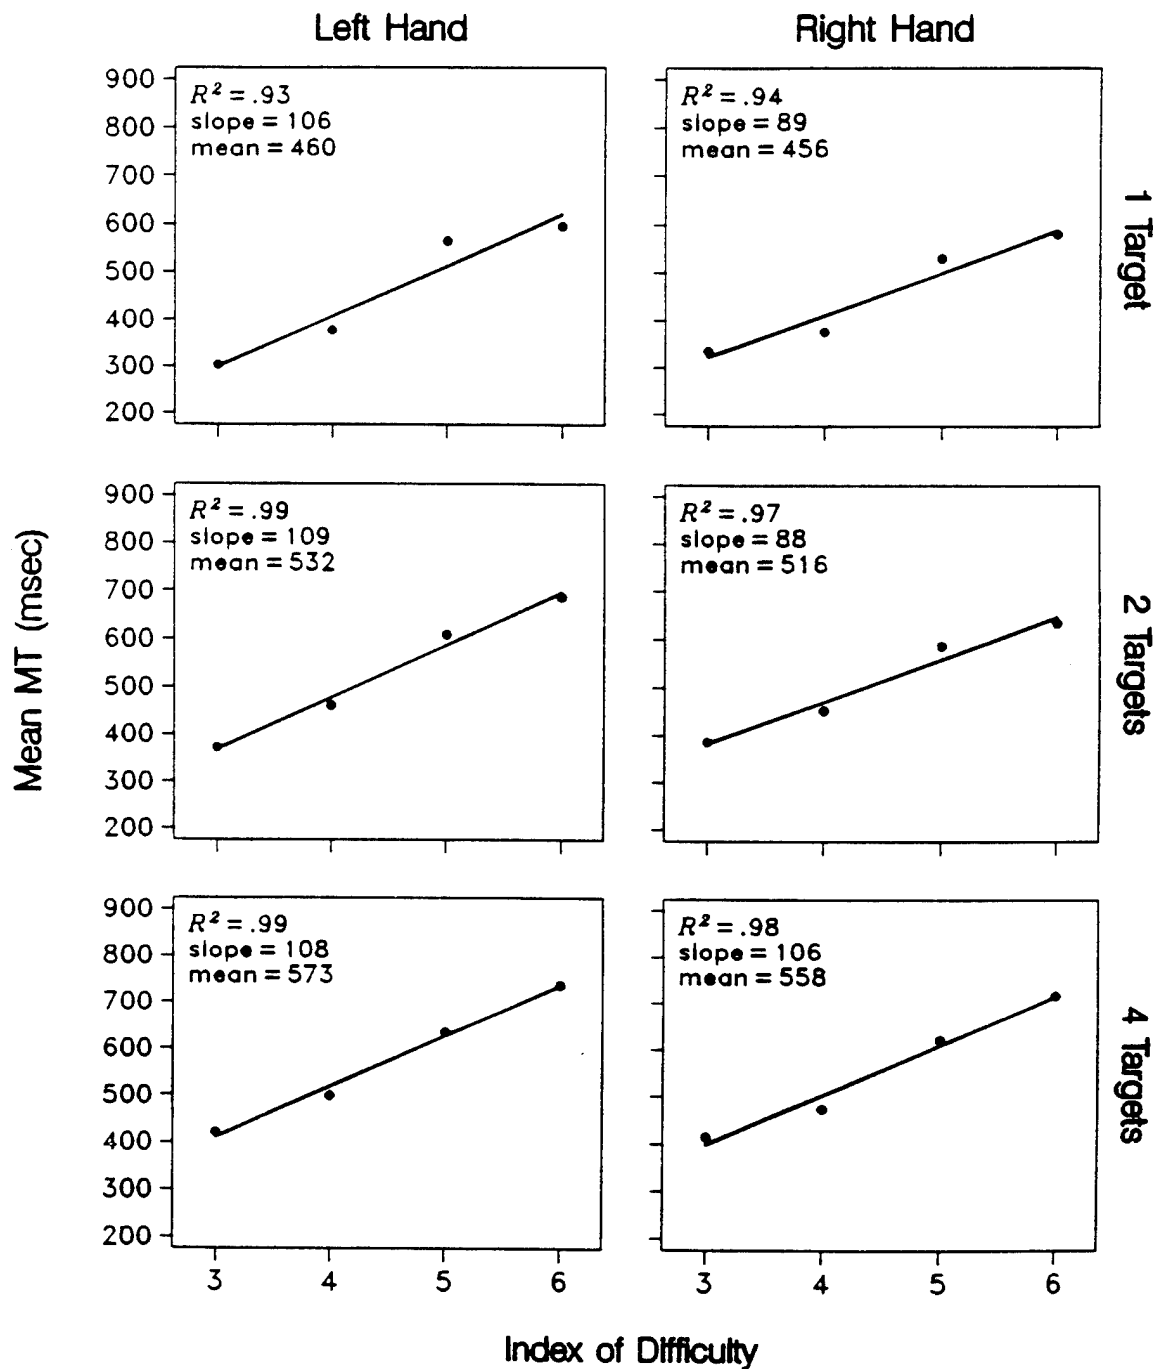 Left Hand
Right Hand
900
800
700
600
500
400
300
200
R² = .93
slope = 106
mean = 460
R² = .94
slope = 89
mean = 456
1 Target
900
800
700
600
500
400
300
200
R² = .99
slope = 109
mean = 532
R² = .97
slope = 88
mean = 516
2 Targets
Mean MT (msec)
900
800
700
600
500
400
300
200
R² = .99
slope = 108
mean = 573
R² = .98
slope = 106
mean = 558
4 Targets
3 4 5 6
3 4 5 6
Index of Difficulty